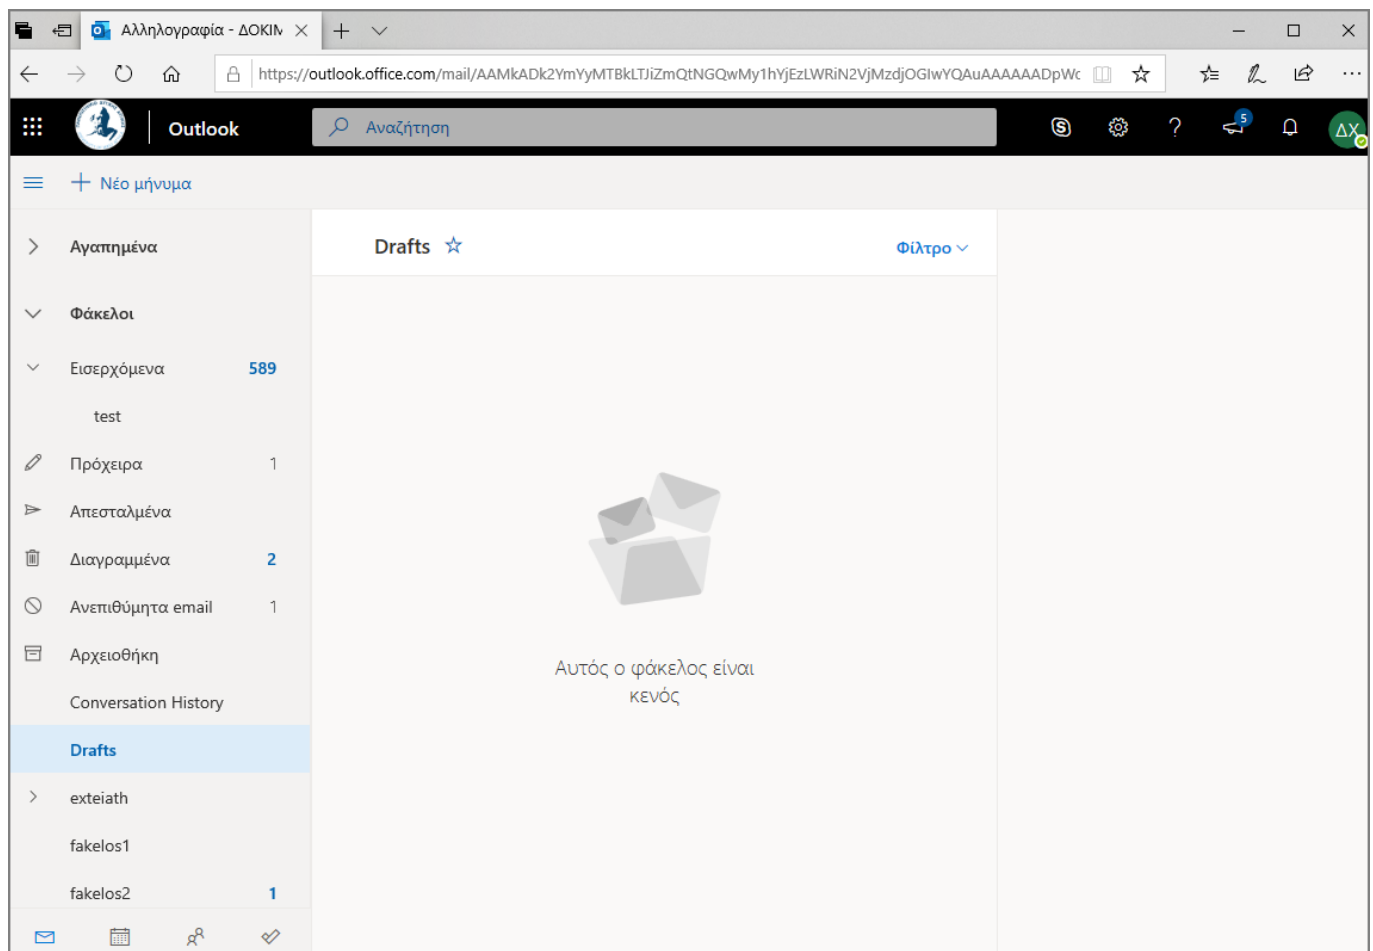 Αλληλογραφία - ΔΟΚΙΜ
https://outlook.office.com/mail/AAMkADk2YmYyMTBkLTJiZmQtNGQwMy1hYjEzLWRiN2VjMzdjOGIwYQAuAAAAAADpWc
Outlook
Αναζήτηση
5
ΔΧ
Νέο μήνυμα
Αγαπημένα
Φάκελοι
Εισερχόμενα 589
test
Πρόχειρα 1
Απεσταλμένα
Διαγραμμένα 2
Ανεπιθύμητα email 1
Αρχειοθήκη
Conversation History
Drafts
exteiath
fakelos1
fakelos2 1
Drafts
Φίλτρο
Αυτός ο φάκελος είναι
κενός